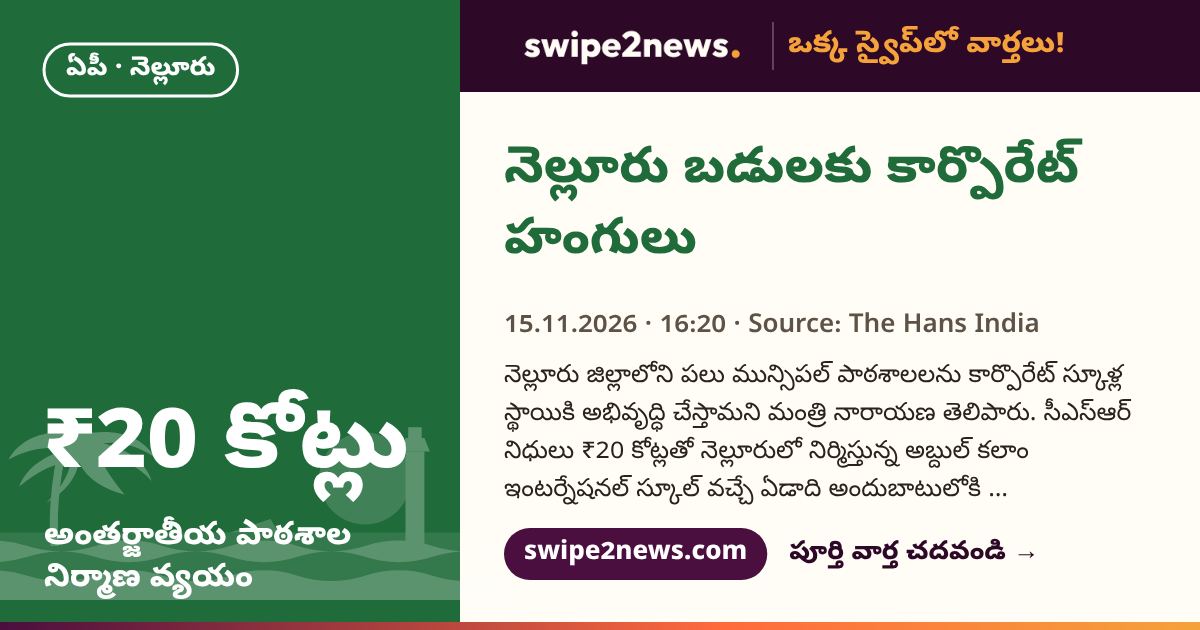 ఏపీ · నెల్లూరు
₹20 కోట్లు
అంతర్జాతీయ పాఠశాల
నిర్మాణ వ్యయం
swipe2news.
ఒక్క స్వైప్‌లో వార్తలు!
నెల్లూరు బడులకు కార్పొరేట్
హంగులు
15.11.2026 · 16:20 · Source: The Hans India
నెల్లూరు జిల్లాలోని పలు మున్సిపల్ పాఠశాలలను కార్పొరేట్ స్కూళ్ల
స్థాయికి అభివృద్ధి చేస్తామని మంత్రి నారాయణ తెలిపారు. సీఎస్ఆర్
నిధులు ₹20 కోట్లతో నెల్లూరులో నిర్మిస్తున్న అబ్దుల్ కలాం
ఇంటర్నేషనల్ స్కూల్ వచ్చే ఏడాది అందుబాటులోకి ...
swipe2news.com
పూర్తి వార్త చదవండి →